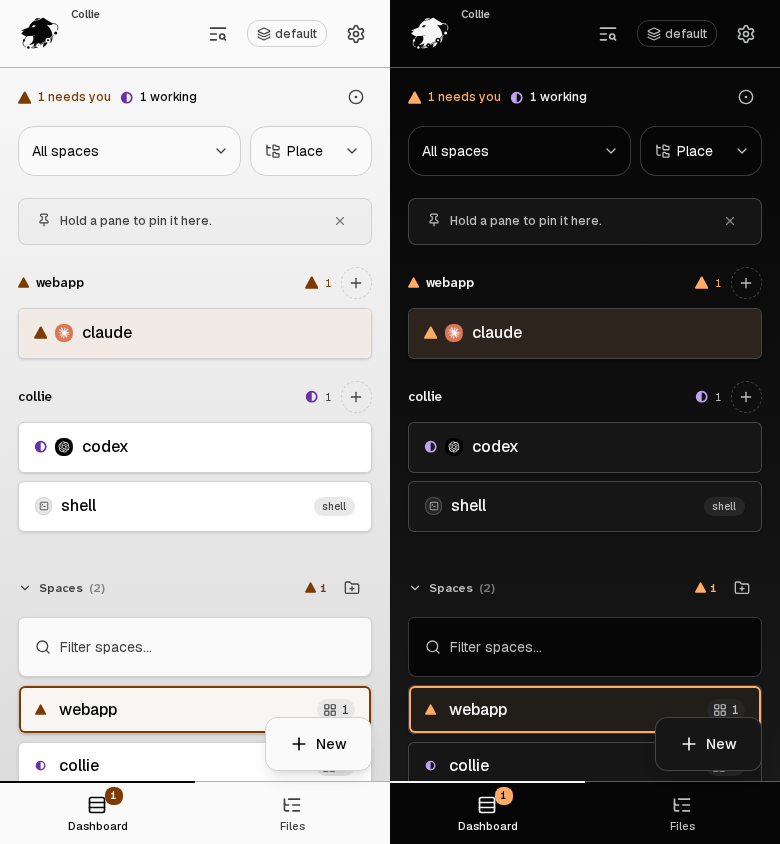 Collie
default
1 needs you 1 working
All spaces
Place
Hold a pane to pin it here.
webapp 1
claude
collie 1
codex
shell shell
Spaces (2) 1
Filter spaces...
webapp 1
collie
New
1
Dashboard Files
Collie
default
1 needs you 1 working
All spaces
Place
Hold a pane to pin it here.
webapp 1
claude
collie 1
codex
shell shell
Spaces (2) 1
Filter spaces...
webapp 1
collie
New
1
Dashboard Files